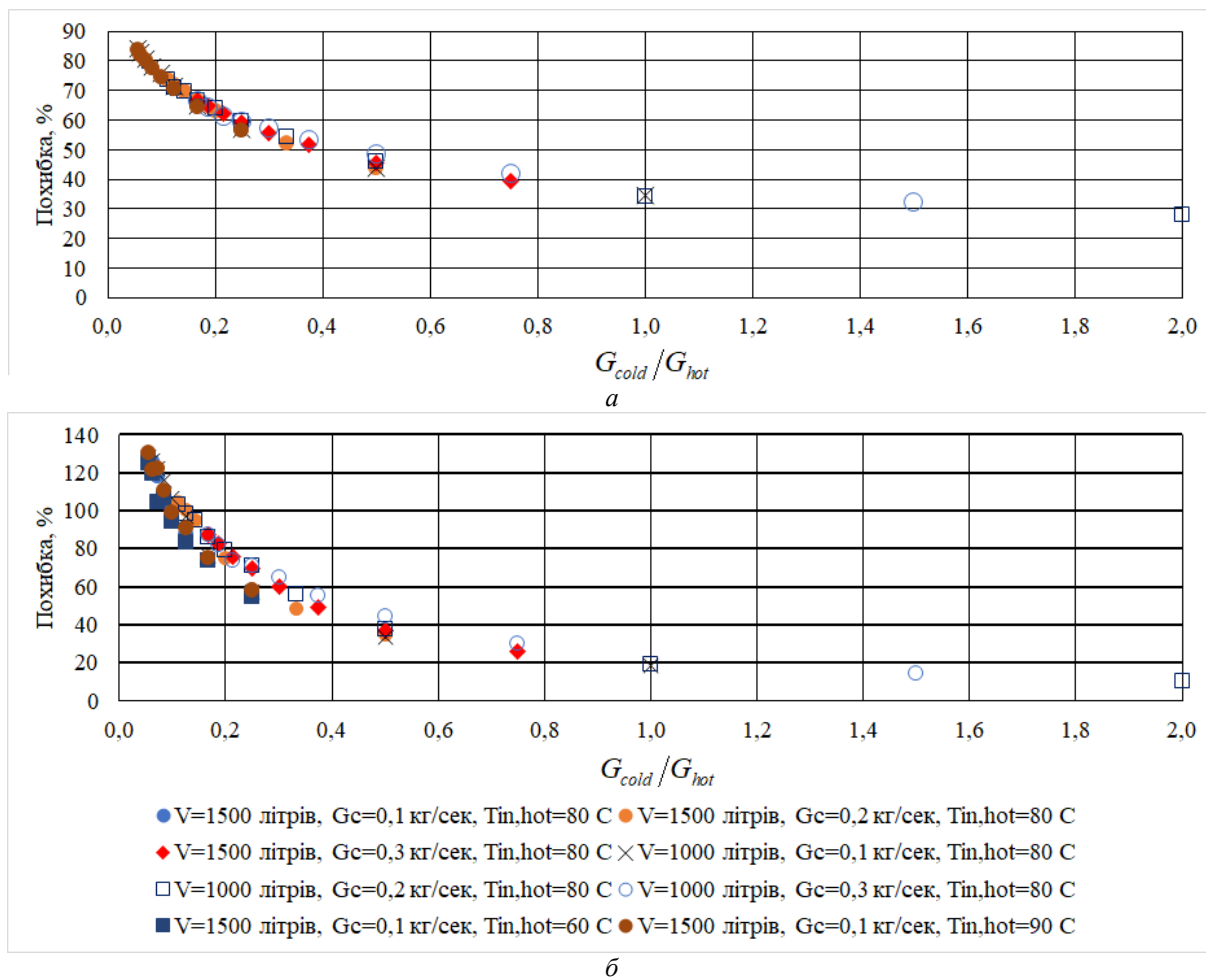 90
80
70
60
50
40
30
20
10
0
Похибка, %
0,0 0,2 0,4 0,6 0,8 1,0 1,2 1,4 1,6 1,8 2,0
G_cold/G_hot
а
140
120
100
80
60
40
20
0
Похибка, %
0,0 0,2 0,4 0,6 0,8 1,0 1,2 1,4 1,6 1,8 2,0
G_cold/G_hot
V=1500 літрів, Gc=0,1 кг/сек, Tin,hot=80 C V=1500 літрів, Gc=0,2 кг/сек, Tin,hot=80 C
V=1500 літрів, Gc=0,3 кг/сек, Tin,hot=80 C V=1000 літрів, Gc=0,1 кг/сек, Tin,hot=80 C
V=1000 літрів, Gc=0,2 кг/сек, Tin,hot=80 C V=1000 літрів, Gc=0,3 кг/сек, Tin,hot=80 C
V=1500 літрів, Gc=0,1 кг/сек, Tin,hot=60 C V=1500 літрів, Gc=0,1 кг/сек, Tin,hot=90 C
б